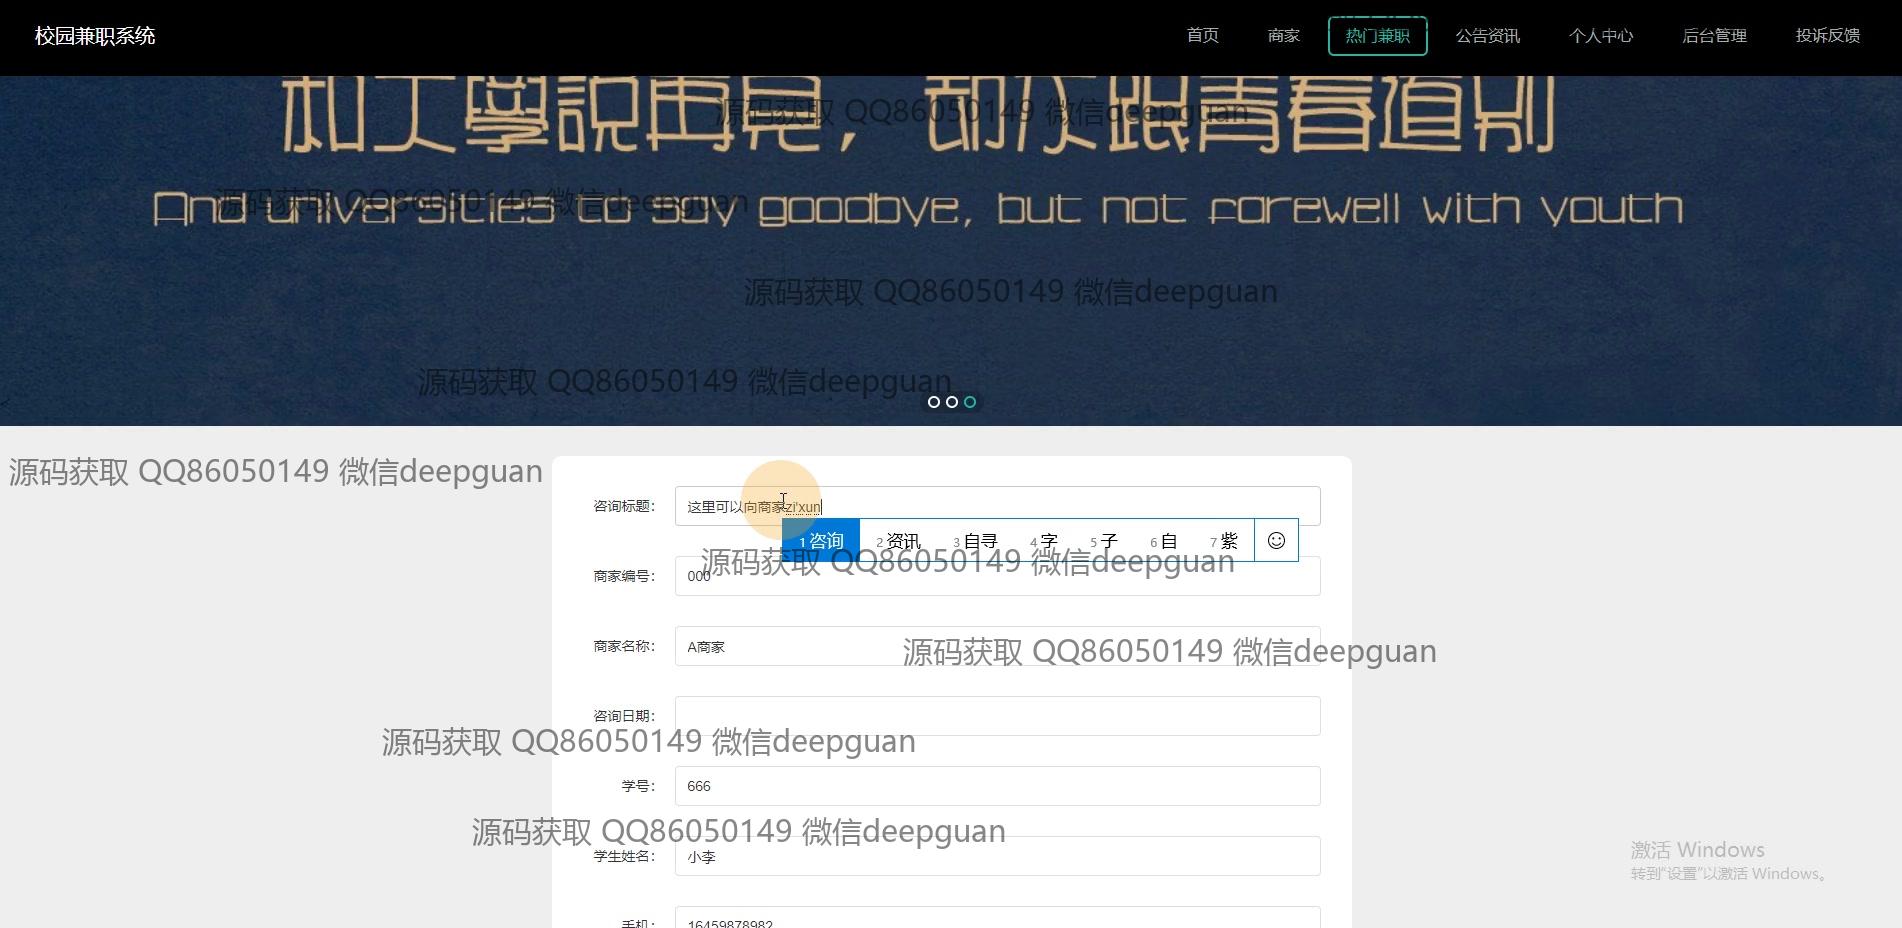 校园兼职系统
首页
商家
热门兼职
公告资讯
个人中心
后台管理
投诉反馈
和大學説再見，却不跟青春道别
源码获取 QQ86050149 微信deepguan
源码获取 QQ86050149 微信deepguan
And universities to say goodbye, but not farewell with youth
源码获取 QQ86050149 微信deepguan
源码获取 QQ86050149 微信deepguan
源码获取 QQ86050149 微信deepguan
咨询标题：
这里可以向商家zi'xun
1 咨询 2 资讯 3 自寻 4 字 5 子 6 自 7 紫
源码获取 QQ86050149 微信deepguan
商家编号：
000
商家名称：
A商家
源码获取 QQ86050149 微信deepguan
咨询日期：
源码获取 QQ86050149 微信deepguan
学号：
666
源码获取 QQ86050149 微信deepguan
学生姓名：
小李
激活 Windows
转到“设置”以激活 Windows。
手机：
16459878982